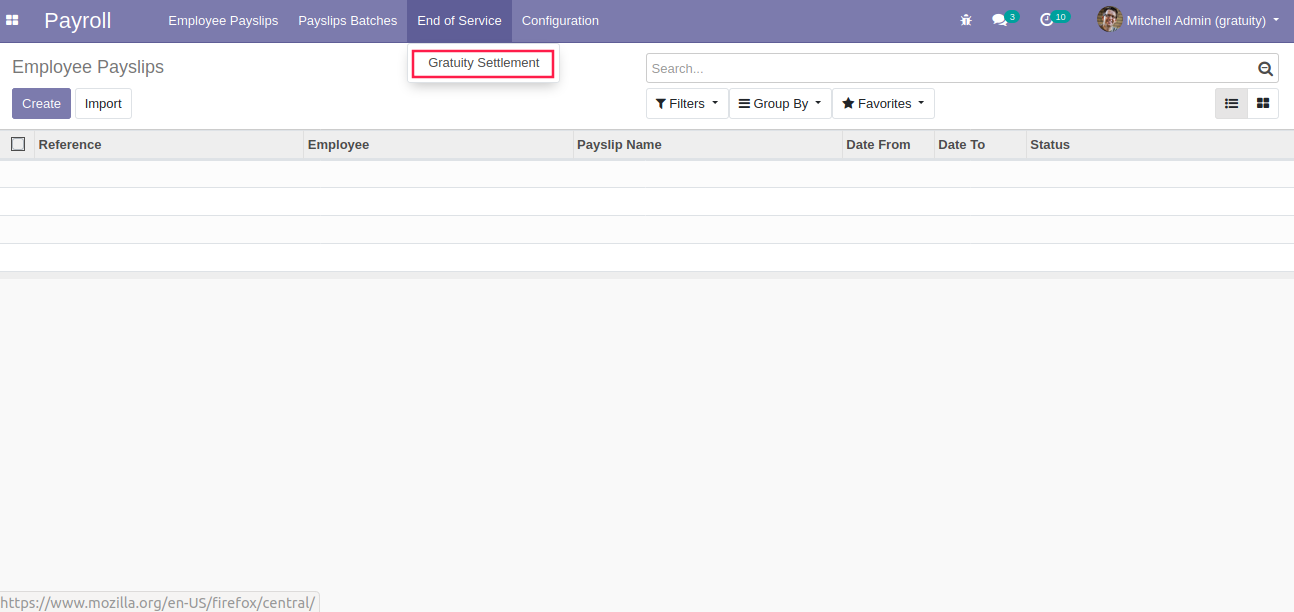 Payroll
Employee Payslips
Payslips Batches
End of Service
Configuration
3
10
Mitchell Admin (gratuity)
Gratuity Settlement
Employee Payslips
Search...
Create
Import
Filters
Group By
Favorites
Reference
Employee
Payslip Name
Date From
Date To
Status
https://www.mozilla.org/en-US/firefox/central/